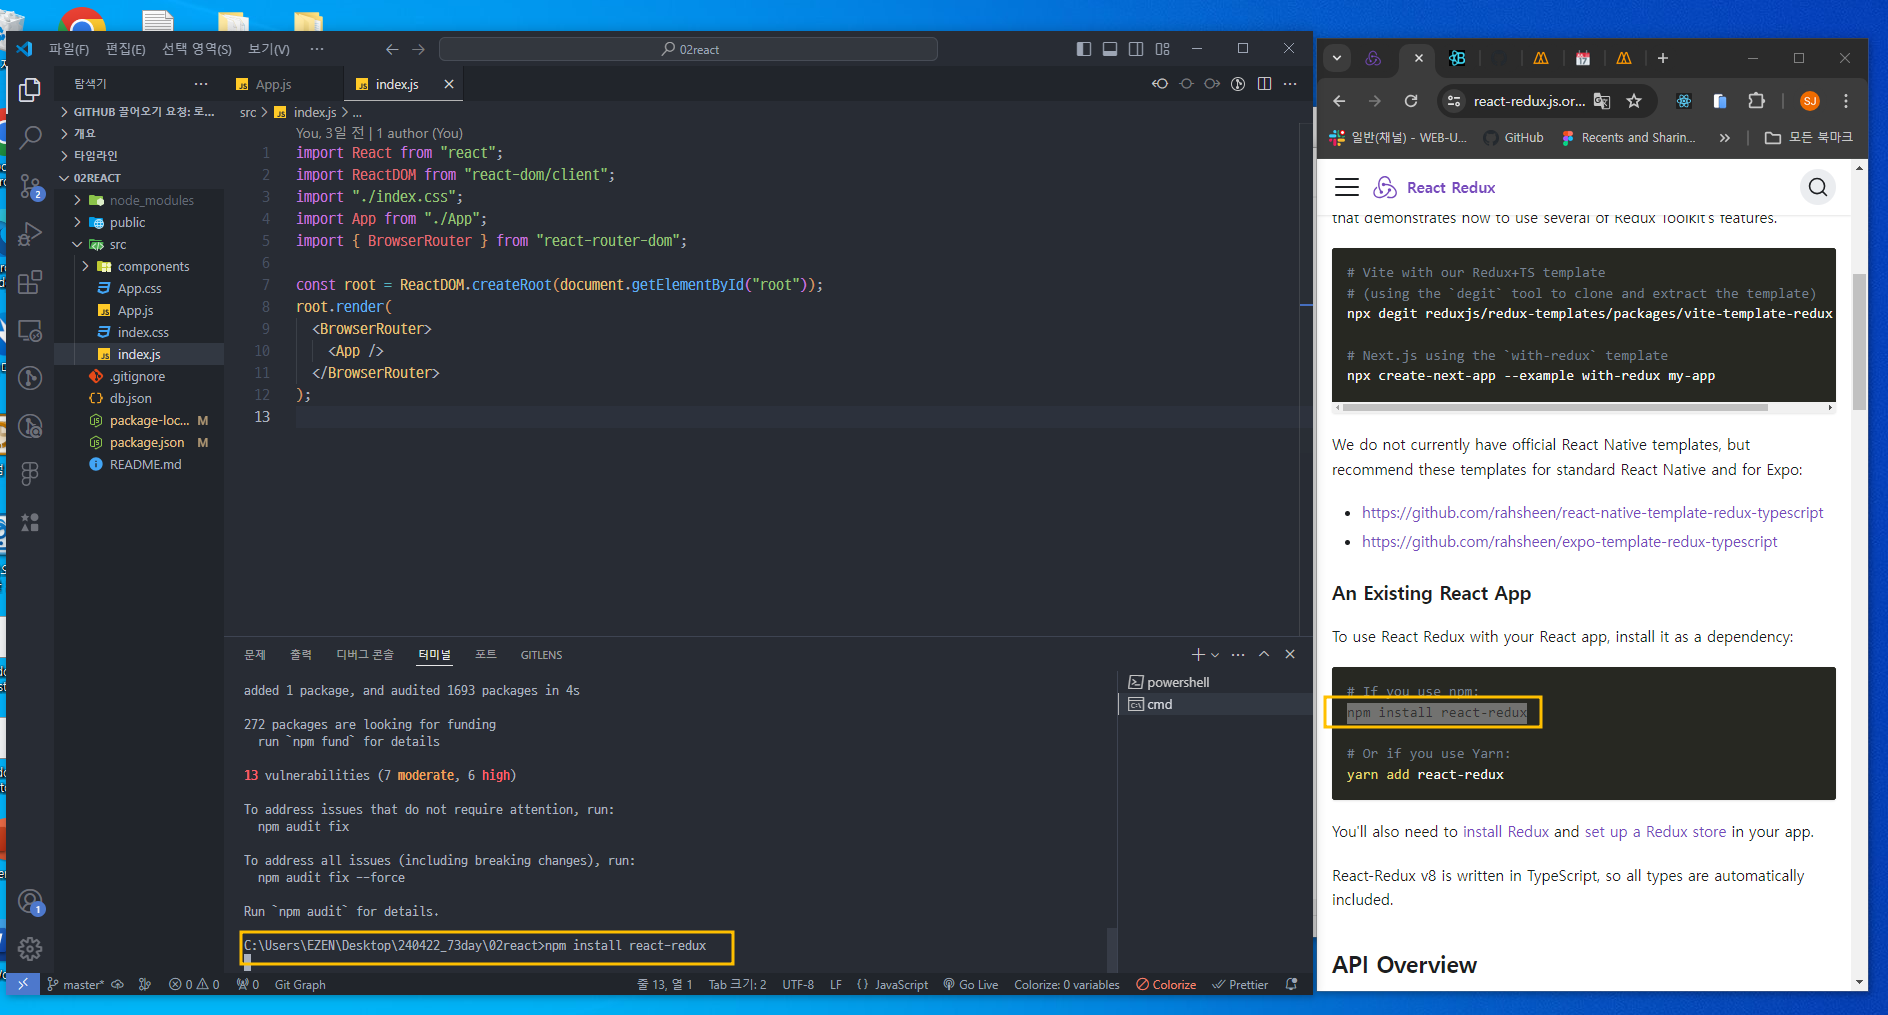 파일(F) 편집(E) 선택 영역(S) 보기(V) ··· 02react
탐색기 ···
GITHUB 끌어오기 요청: 로...
개요
타임라인
02REACT
node_modules
public
src
components
App.css
App.js
index.css
index.js
.gitignore
db.json
package-loc... M
package.json M
README.md
2
1
App.js index.js
src > index.js > ...
You, 3일 전 | 1 author (You)
1 import React from "react";
2 import ReactDOM from "react-dom/client";
3 import "./index.css";
4 import App from "./App";
5 import { BrowserRouter } from "react-router-dom";
6
7 const root = ReactDOM.createRoot(document.getElementById("root"));
8 root.render(
9 <BrowserRouter>
10 <App />
11 </BrowserRouter>
12 );
13
문제 출력 디버그 콘솔 터미널 포트 GITLENS
added 1 package, and audited 1693 packages in 4s
272 packages are looking for funding
run `npm fund` for details
13 vulnerabilities (7 moderate, 6 high)
To address issues that do not require attention, run:
npm audit fix
To address all issues (including breaking changes), run:
npm audit fix --force
Run `npm audit` for details.
C:\Users\EZEN\Desktop\240422_73day\02react>npm install react-redux
powershell
cmd
master* 0 0 0 Git Graph 줄 13, 열 1 Tab 크기: 2 UTF-8 LF {} JavaScript Go Live Colorize: 0 variables Colorize Prettier
react-redux.js.or... SJ
일반(채널) - WEB-U... GitHub Recents and Sharin... » 모든 북마크
React Redux
that demonstrates how to use several of Redux Toolkit's features.
# Vite with our Redux+TS template
# (using the `degit` tool to clone and extract the template)
npx degit reduxjs/redux-templates/packages/vite-template-redux
# Next.js using the `with-redux` template
npx create-next-app --example with-redux my-app
We do not currently have official React Native templates, but
recommend these templates for standard React Native and for Expo:
• https://github.com/rahsheen/react-native-template-redux-typescript
• https://github.com/rahsheen/expo-template-redux-typescript
An Existing React App
To use React Redux with your React app, install it as a dependency:
# If you use npm:
npm install react-redux
# Or if you use Yarn:
yarn add react-redux
You'll also need to install Redux and set up a Redux store in your app.
React-Redux v8 is written in TypeScript, so all types are automatically
included.
API Overview